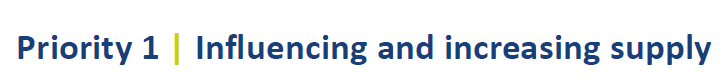 Priority 1 | Influencing and increasing supply